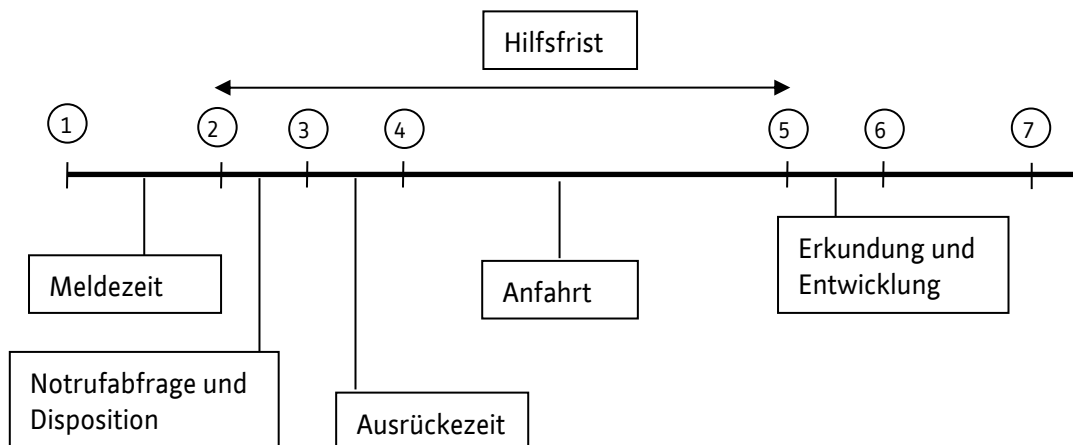 Hilfsfrist
1 2 3 4 5 6 7
Meldezeit
Anfahrt
Erkundung und
Entwicklung
Notrufabfrage und
Disposition
Ausrückezeit